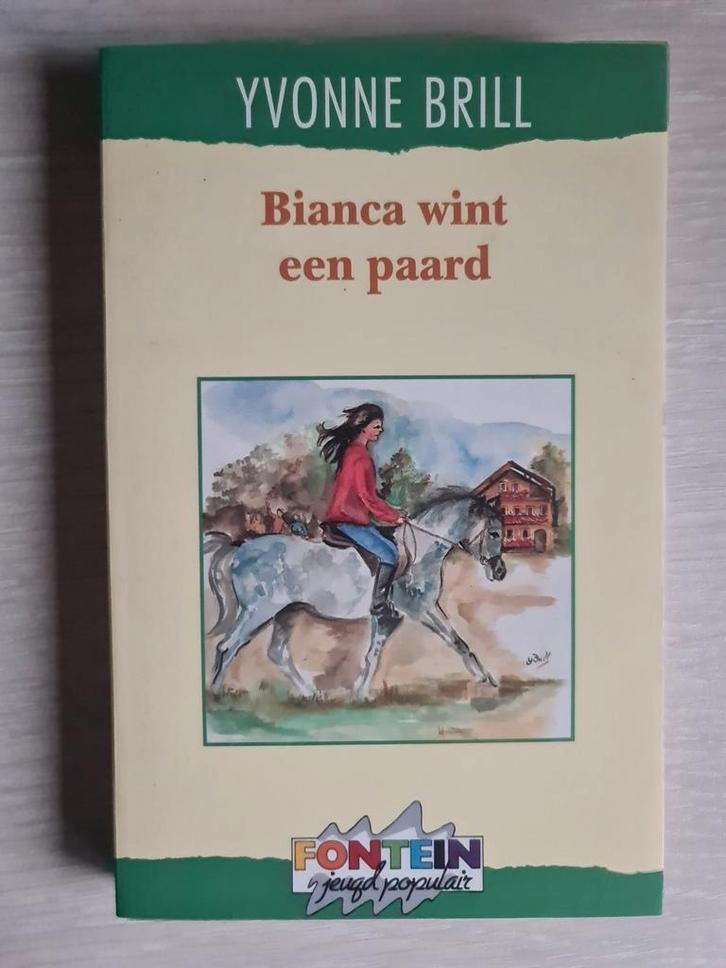 YVONNE BRILL
Bianca wint
een paard
FONTEIN
jeugd populair